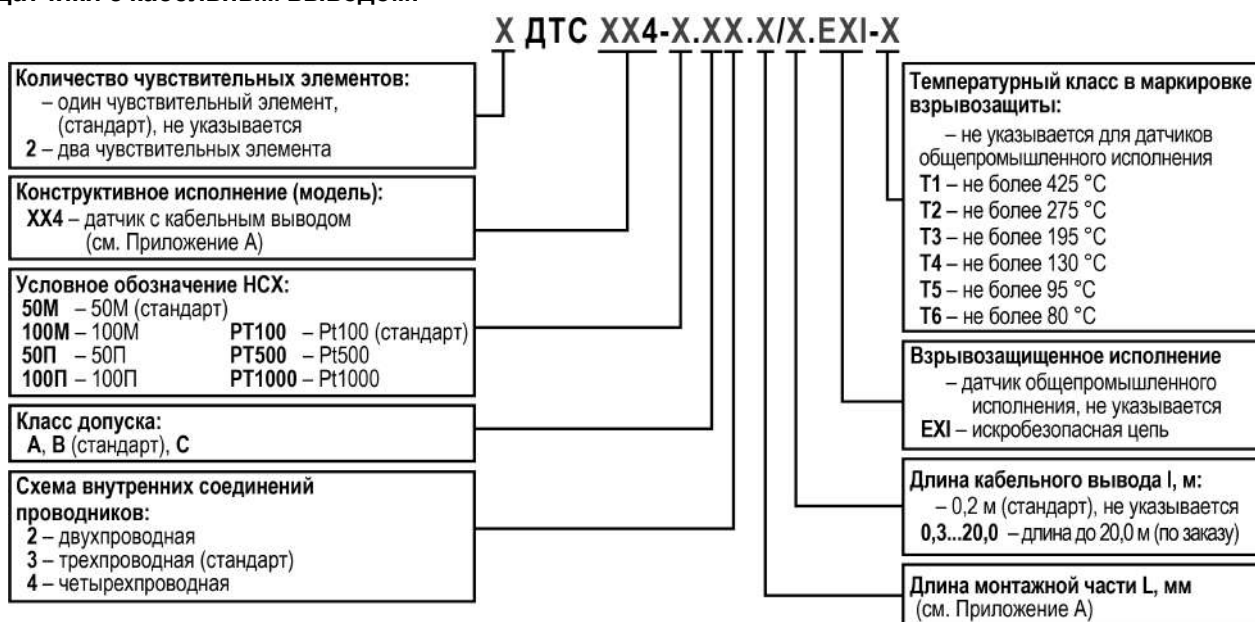 Х ДТС ХХ4-Х.ХХ.Х/Х.EXI-Х
Количество чувствительных элементов:
– один чувствительный элемент,
(стандарт), не указывается
2 – два чувствительных элемента
Конструктивное исполнение (модель):
ХХ4 – датчик с кабельным выводом
(см. Приложение А)
Условное обозначение НСХ:
50М – 50М (стандарт)
100М – 100М РТ100 – Pt100 (стандарт)
50П – 50П РТ500 – Pt500
100П – 100П РТ1000 – Pt1000
Класс допуска:
А, В (стандарт), С
Схема внутренних соединений
проводников:
2 – двухпроводная
3 – трехпроводная (стандарт)
4 – четырехпроводная
Температурный класс в маркировке
взрывозащиты:
– не указывается для датчиков
общепромышленного исполнения
Т1 – не более 425 °С
Т2 – не более 275 °С
Т3 – не более 195 °С
Т4 – не более 130 °С
Т5 – не более 95 °С
Т6 – не более 80 °С
Взрывозащищенное исполнение
– датчик общепромышленного
исполнения, не указывается
EXI – искробезопасная цепь
Длина кабельного вывода l, м:
– 0,2 м (стандарт), не указывается
0,3...20,0 – длина до 20,0 м (по заказу)
Длина монтажной части L, мм
(см. Приложение А)